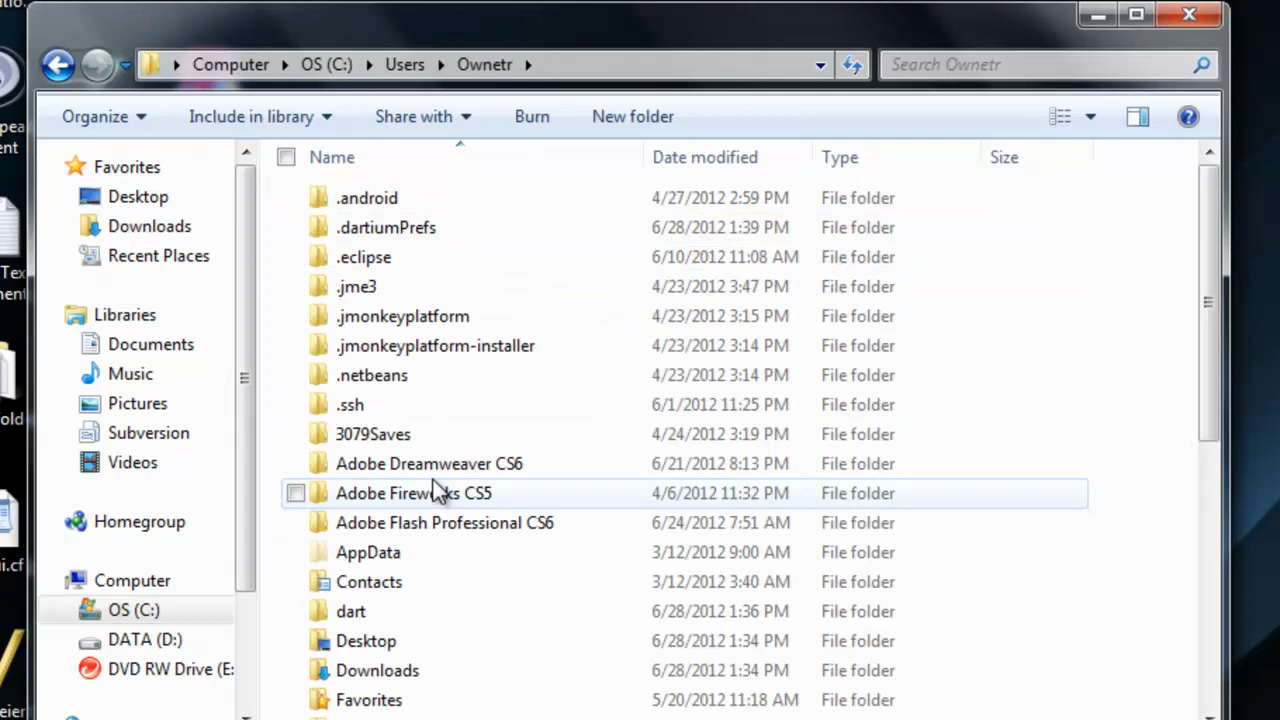 Computer OS (C:) Users Ownetr Search Ownetr
Organize Include in library Share with Burn New folder
Name Date modified Type Size
Favorites
Desktop
Downloads
Recent Places
Libraries
Documents
Music
Pictures
Subversion
Videos
Homegroup
Computer
OS (C:)
DATA (D:)
DVD RW Drive (E:
.android 4/27/2012 2:59 PM File folder
.dartiumPrefs 6/28/2012 1:39 PM File folder
.eclipse 6/10/2012 11:08 AM File folder
.jme3 4/23/2012 3:47 PM File folder
.jmonkeyplatform 4/23/2012 3:15 PM File folder
.jmonkeyplatform-installer 4/23/2012 3:14 PM File folder
.netbeans 4/23/2012 3:14 PM File folder
.ssh 6/1/2012 11:25 PM File folder
3079Saves 4/24/2012 3:19 PM File folder
Adobe Dreamweaver CS6 6/21/2012 8:13 PM File folder
Adobe Fireworks CS5 4/6/2012 11:32 PM File folder
Adobe Flash Professional CS6 6/24/2012 7:51 AM File folder
AppData 3/12/2012 9:00 AM File folder
Contacts 3/12/2012 3:40 AM File folder
dart 6/28/2012 1:36 PM File folder
Desktop 6/28/2012 1:34 PM File folder
Downloads 6/28/2012 1:34 PM File folder
Favorites 5/20/2012 11:18 AM File folder